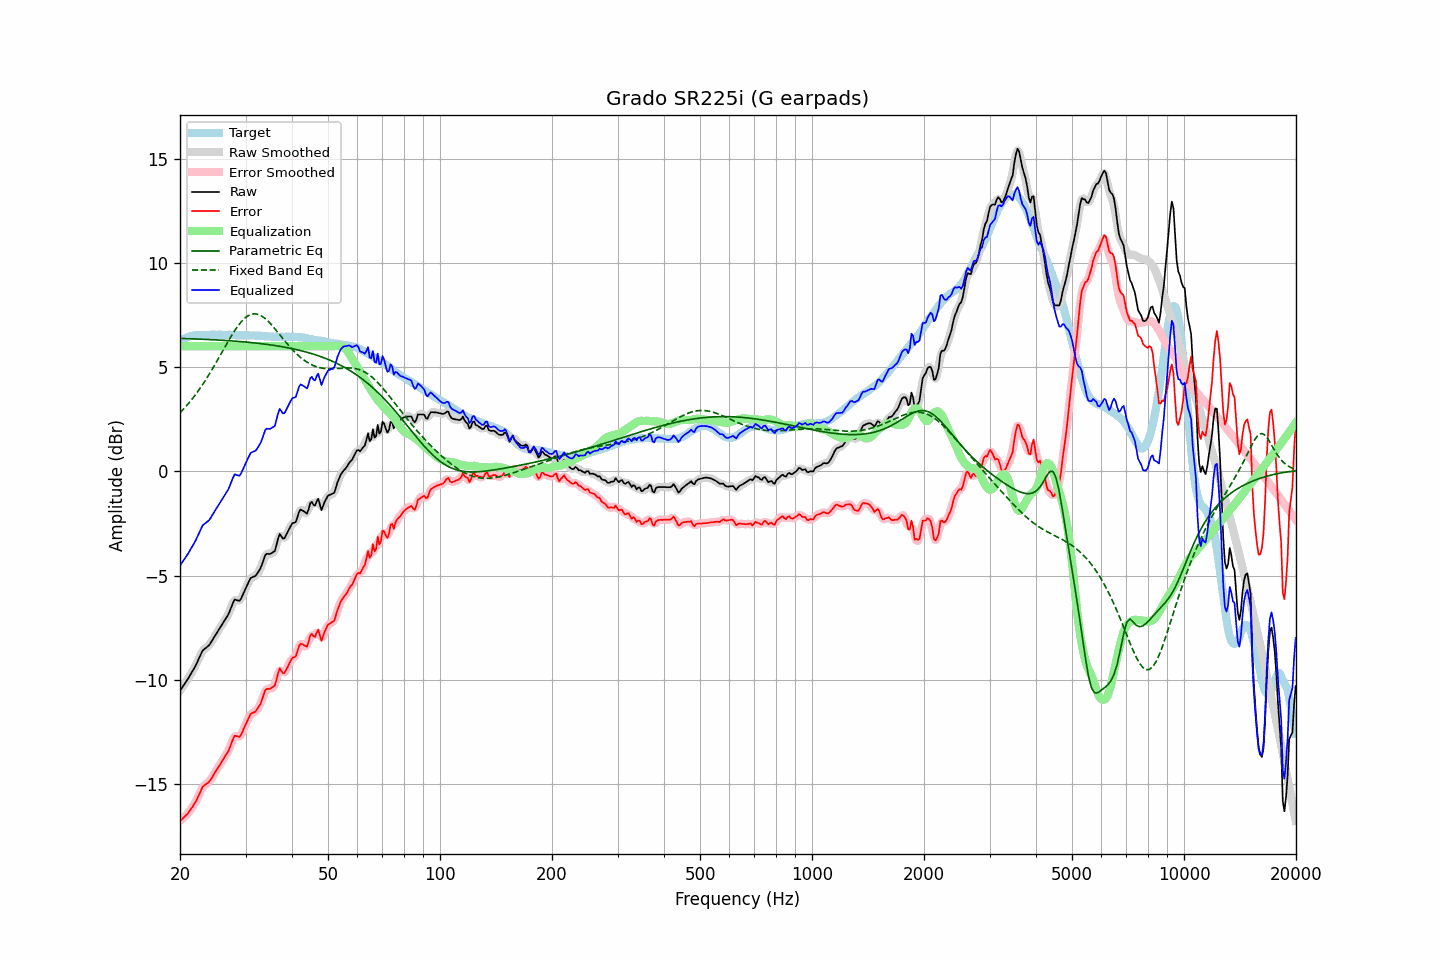 Grado SR225i (G earpads)
Target
Raw Smoothed
Error Smoothed
Raw
Error
Equalization
Parametric Eq
Fixed Band Eq
Equalized
Amplitude (dBr)
15
10
5
0
−5
−10
−15
20 50 100 200 500 1000 2000 5000 10000 20000
Frequency (Hz)